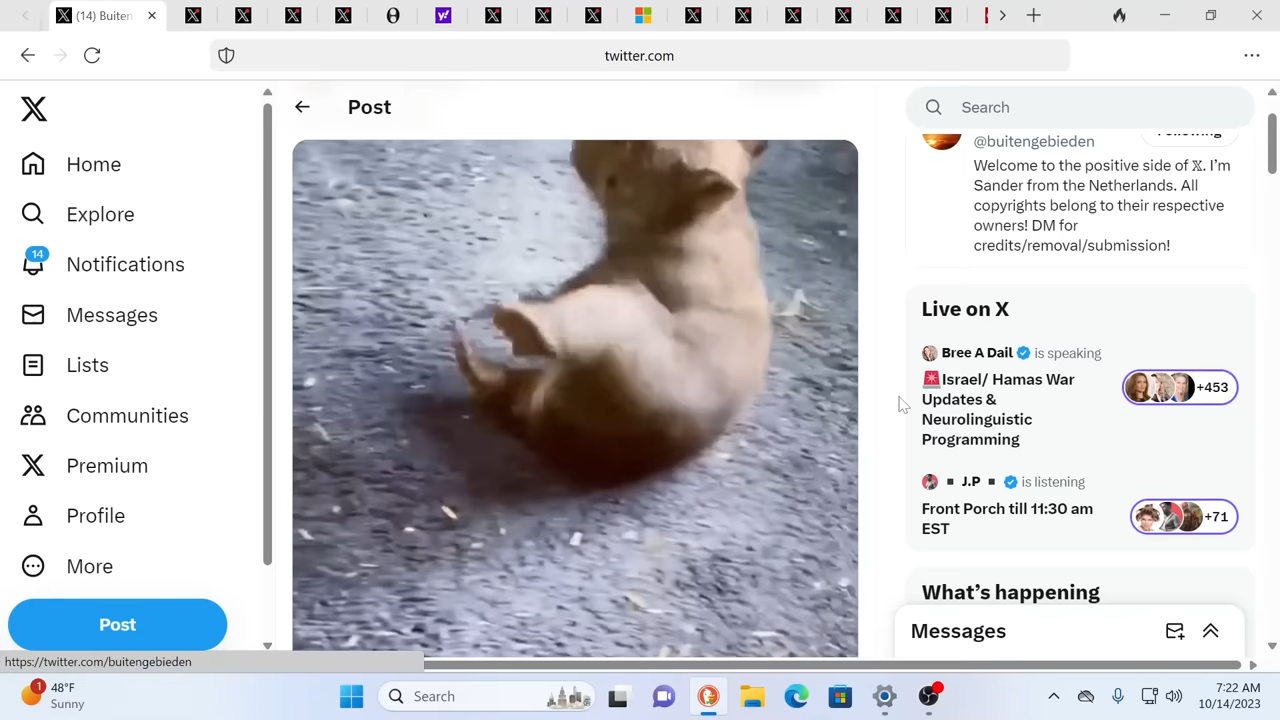 (14) Buiten
twitter.com
Post
Search
Home
Explore
14
Notifications
Messages
Lists
Communities
Premium
Profile
More
Post
@buitengebieden
Following
Welcome to the positive side of 𝕏. I'm
Sander from the Netherlands. All
copyrights belong to their respective
owners! DM for
credits/removal/submission!
Live on X
Bree A Dail is speaking
🚨Israel/ Hamas War
Updates &
Neurolinguistic
Programming
+453
▪ J.P ▪ is listening
Front Porch till 11:30 am
EST
+71
What's happening
Messages
https://twitter.com/buitengebieden
1
48°F
Sunny
Search
7:22 AM
10/14/2023